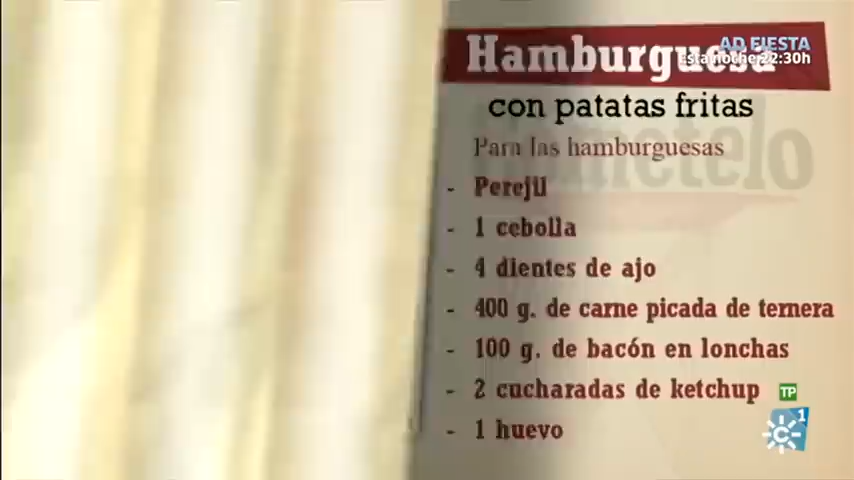 Hamburguesa
AD FIESTA
Esta noche 22:30h
con patatas fritas
Cómetelo
Para las hamburguesas
- Perejil
- 1 cebolla
- 4 dientes de ajo
- 400 g. de carne picada de ternera
- 100 g. de bacón en lonchas
- 2 cucharadas de ketchup
TP
- 1 huevo
C 1